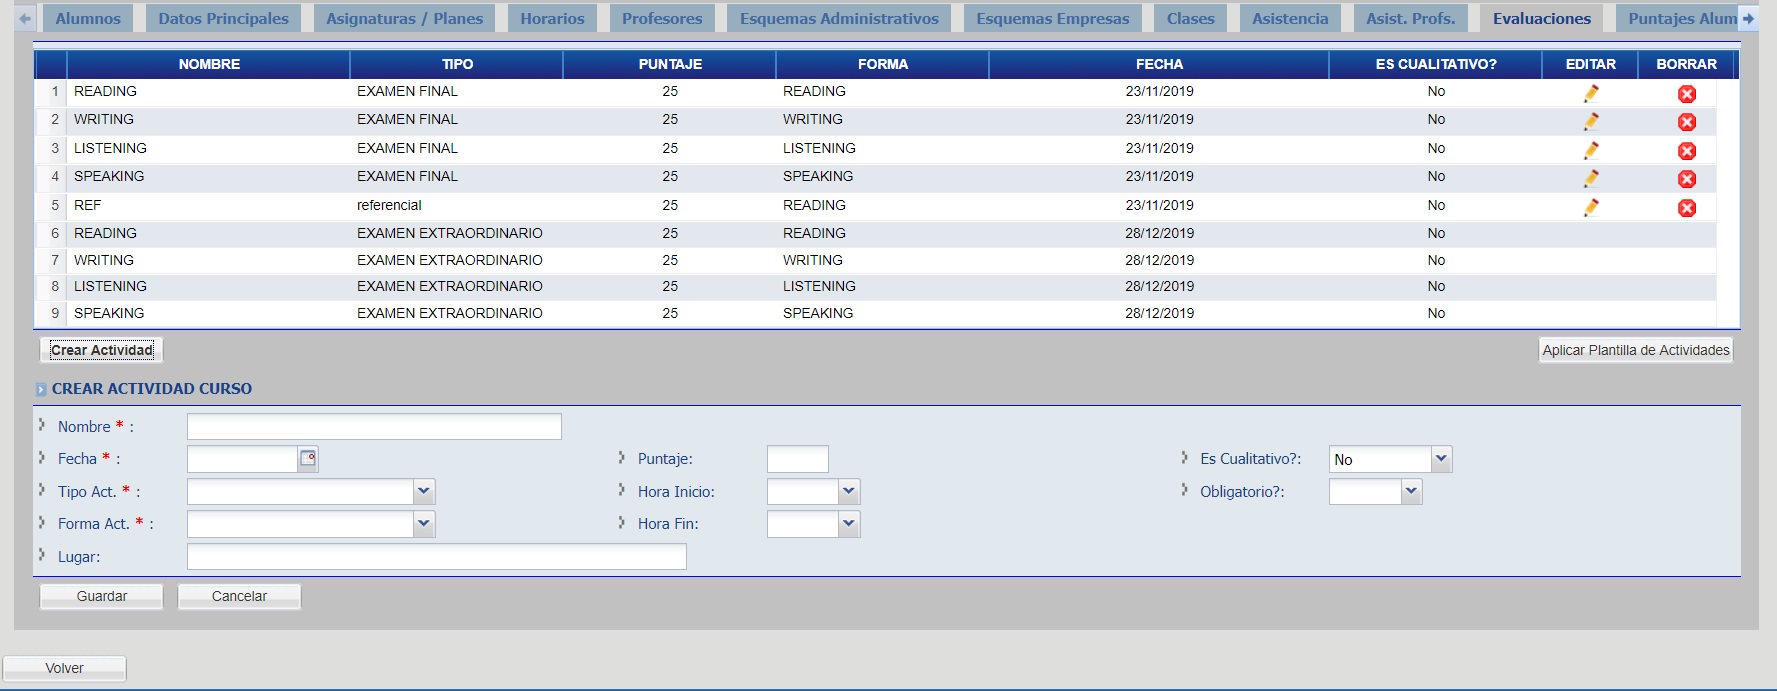 Alumnos Datos Principales Asignaturas / Planes Horarios Profesores Esquemas Administrativos Esquemas Empresas Clases Asistencia Asist. Profs. Evaluaciones Puntajes Alum
NOMBRE TIPO PUNTAJE FORMA FECHA ES CUALITATIVO? EDITAR BORRAR
1 READING EXAMEN FINAL 25 READING 23/11/2019 No
2 WRITING EXAMEN FINAL 25 WRITING 23/11/2019 No
3 LISTENING EXAMEN FINAL 25 LISTENING 23/11/2019 No
4 SPEAKING EXAMEN FINAL 25 SPEAKING 23/11/2019 No
5 REF referencial 25 READING 23/11/2019 No
6 READING EXAMEN EXTRAORDINARIO 25 READING 28/12/2019 No
7 WRITING EXAMEN EXTRAORDINARIO 25 WRITING 28/12/2019 No
8 LISTENING EXAMEN EXTRAORDINARIO 25 LISTENING 28/12/2019 No
9 SPEAKING EXAMEN EXTRAORDINARIO 25 SPEAKING 28/12/2019 No
Crear Actividad Aplicar Plantilla de Actividades
CREAR ACTIVIDAD CURSO
Nombre * :
Fecha * : Puntaje: Es Cualitativo?: No
Tipo Act. * : Hora Inicio: Obligatorio?:
Forma Act. * : Hora Fin:
Lugar:
Guardar Cancelar
Volver